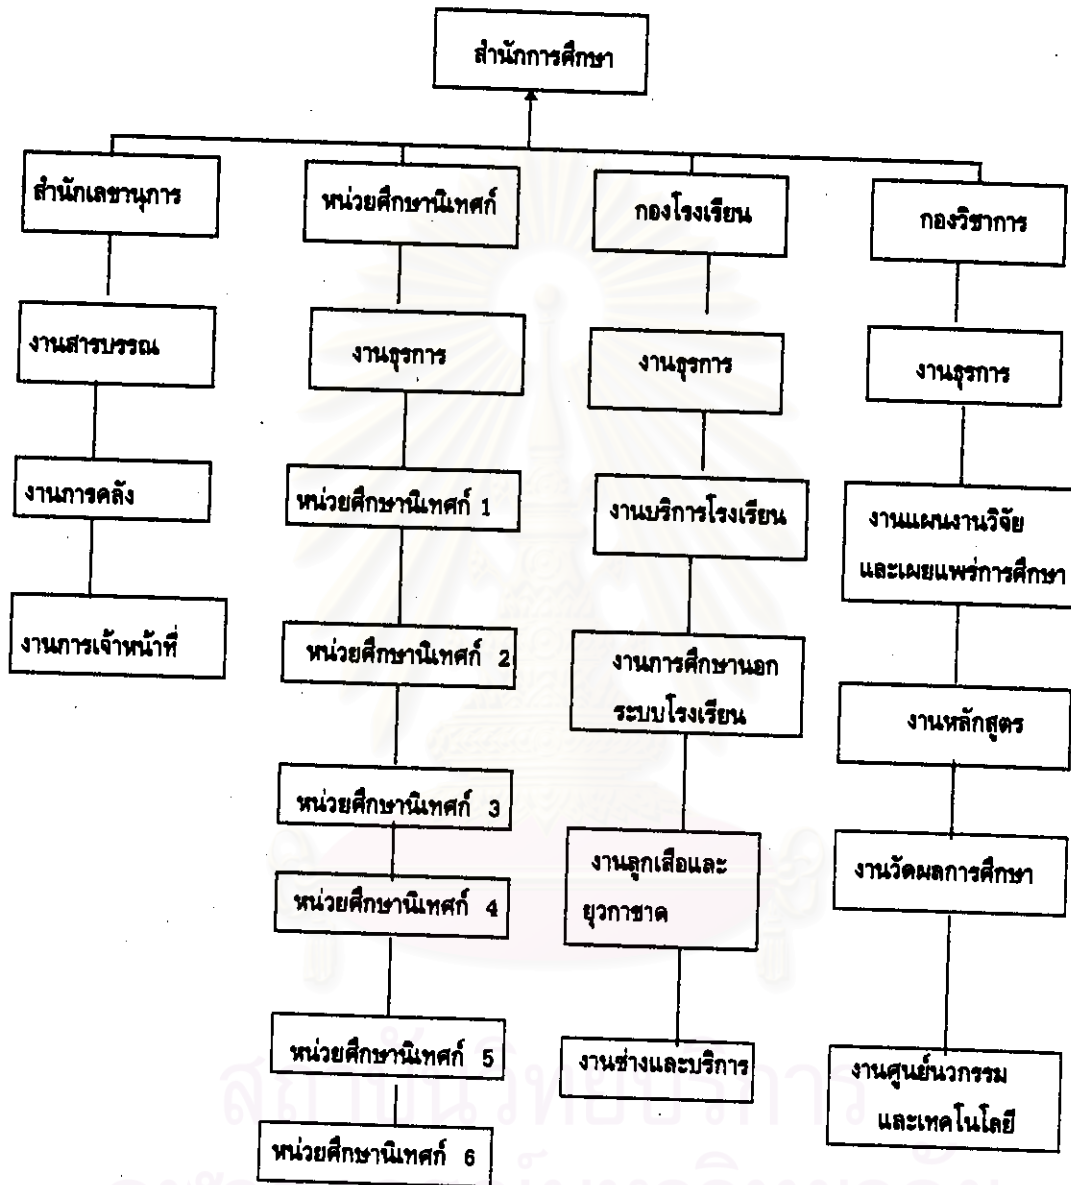 สำนักการศึกษา
สำนักเลขานุการ
งานสารบรรณ
งานการคลัง
งานการเจ้าหน้าที่
หน่วยศึกษานิเทศก์
งานธุรการ
หน่วยศึกษานิเทศก์ 1
หน่วยศึกษานิเทศก์ 2
หน่วยศึกษานิเทศก์ 3
หน่วยศึกษานิเทศก์ 4
หน่วยศึกษานิเทศก์ 5
หน่วยศึกษานิเทศก์ 6
กองโรงเรียน
งานธุรการ
งานบริการโรงเรียน
งานการศึกษานอก
ระบบโรงเรียน
งานลูกเสือและ
ยุวกาชาด
งานช่างและบริการ
กองวิชาการ
งานธุรการ
งานแผนงานวิจัย
และเผยแพร่การศึกษา
งานหลักสูตร
งานวัดผลการศึกษา
งานศูนย์นวกรรม
และเทคโนโลยี
สถาบันวิทยบริการ